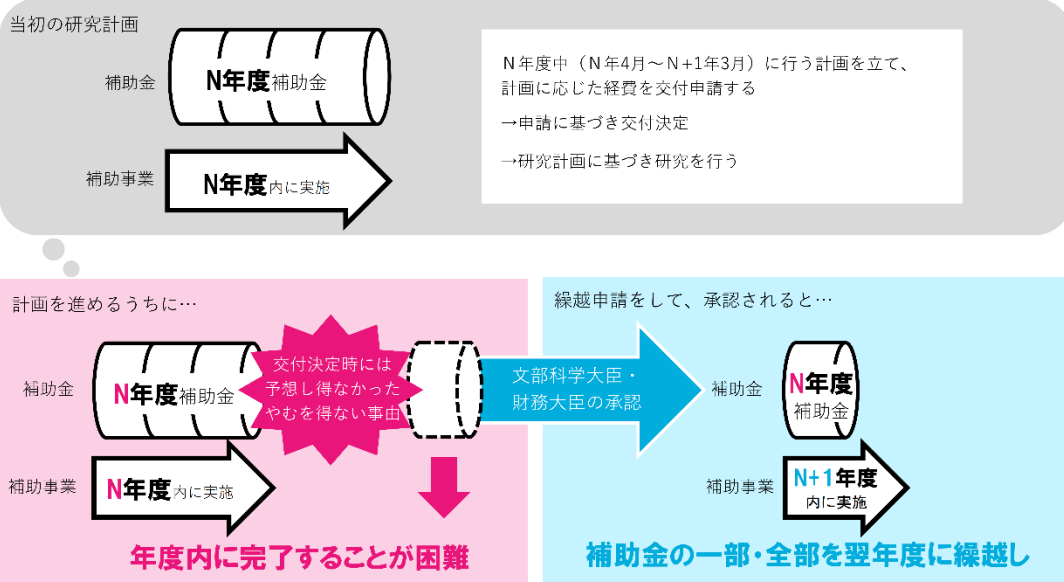 当初の研究計画
補助金
N年度補助金
補助事業
N年度内に実施
N年度中（N年4月～N+1年3月）に行う計画を立て、
計画に応じた経費を交付申請する
→申請に基づき交付決定
→研究計画に基づき研究を行う
計画を進めるうちに…
補助金
N年度補助金
交付決定時には
予想し得なかった
やむを得ない事由
補助事業
N年度内に実施
年度内に完了することが困難
繰越申請をして、承認されると…
文部科学大臣・
財務大臣の承認
補助金
N年度
補助金
補助事業
N+1年度
内に実施
補助金の一部・全部を翌年度に繰越し